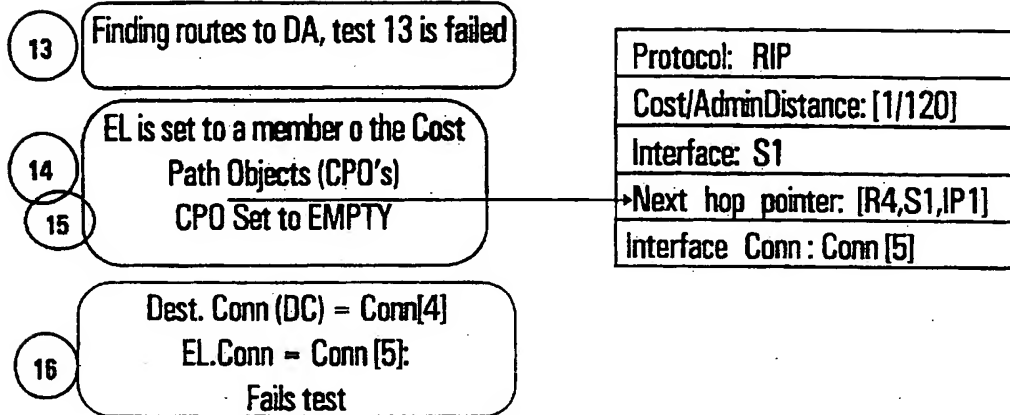 13
Finding routes to DA, test 13 is failed
14
15
EL is set to a member o the Cost
Path Objects (CPO's)
CPO Set to EMPTY
Protocol: RIP
Cost/AdminDistance: [1/120]
Interface: S1
Next hop pointer: [R4,S1,IP1]
Interface Conn : Conn [5]
16
Dest. Conn (DC) = Conn[4]
EL.Conn = Conn [5]:
Fails test